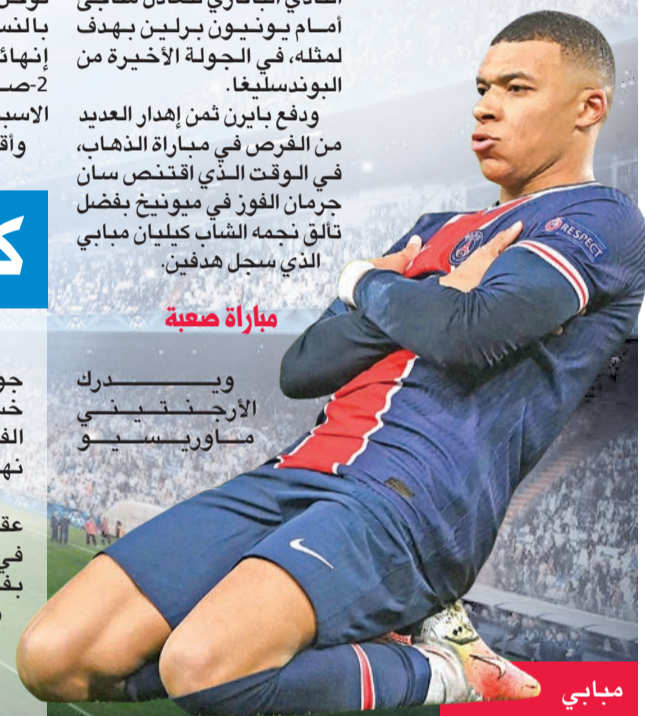 أمام يونيون برلين بهدف
لمثله، في الجولة الأخيرة من
البوندسليغا.
ودفع بايرن ثمن إهدار العديد
من الفرص في مباراة الذهاب،
في الوقت الذي اقتنص سان
جرمان الفوز في ميونيخ بفضل
تألق نجمه الشاب كيليان مبابي
الذي سجل هدفين.
مباراة صعبة
ويدرك
الأرجنتيني
ماوريسيو
RESPECT
مبابي